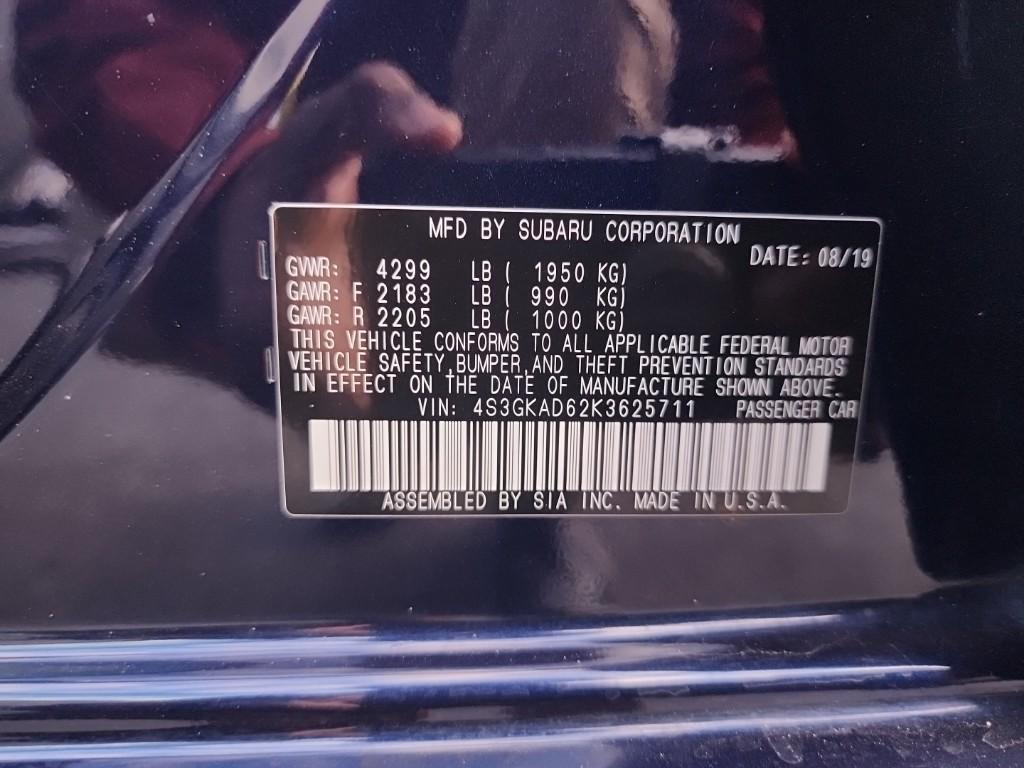 MFD BY SUBARU CORPORATION
DATE: 08/19
GVWR: 4299 LB ( 1950 KG)
GAWR: F 2183 LB ( 990 KG)
GAWR: R 2205 LB ( 1000 KG)
THIS VEHICLE CONFORMS TO ALL APPLICABLE FEDERAL MOTOR
VEHICLE SAFETY,BUMPER,AND THEFT PREVENTION STANDARDS
IN EFFECT ON THE DATE OF MANUFACTURE SHOWN ABOVE.
VIN: 4S3GKAD62K3625711 PASSENGER CAR
ASSEMBLED BY SIA INC. MADE IN U.S.A.